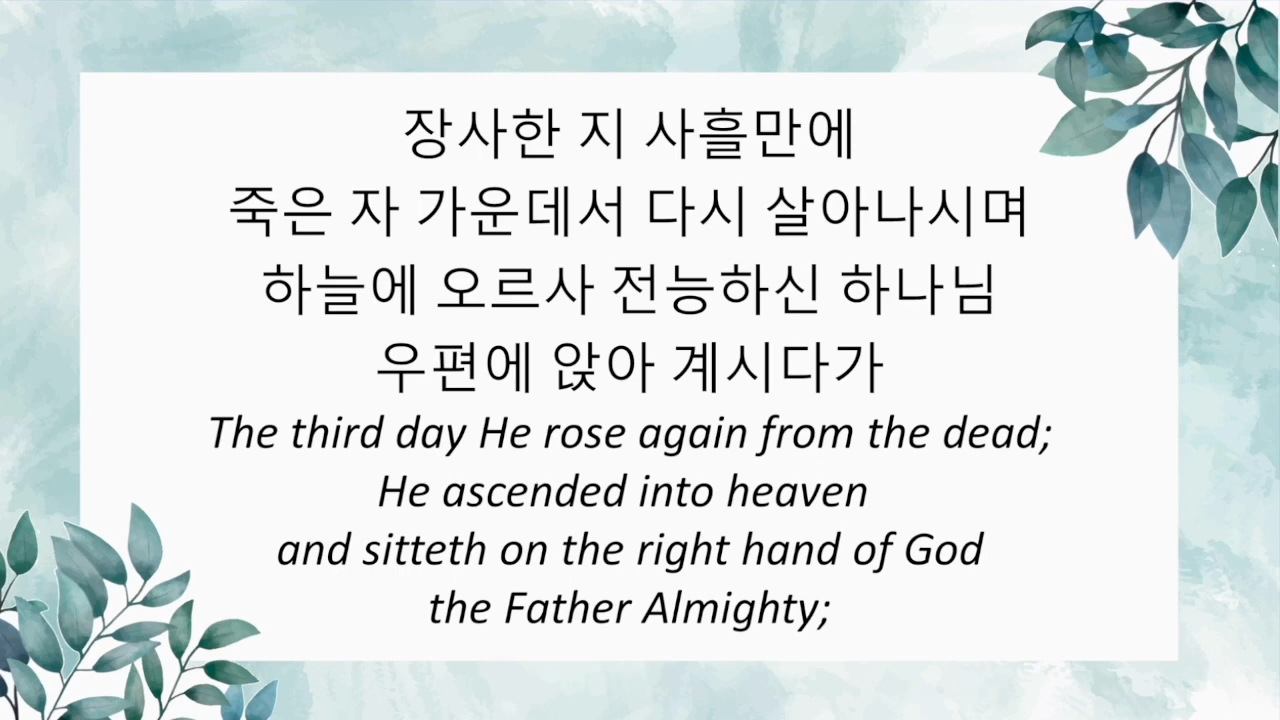 장사한 지 사흘만에
죽은 자 가운데서 다시 살아나시며
하늘에 오르사 전능하신 하나님
우편에 앉아 계시다가
The third day He rose again from the dead;
He ascended into heaven
and sitteth on the right hand of God
the Father Almighty;